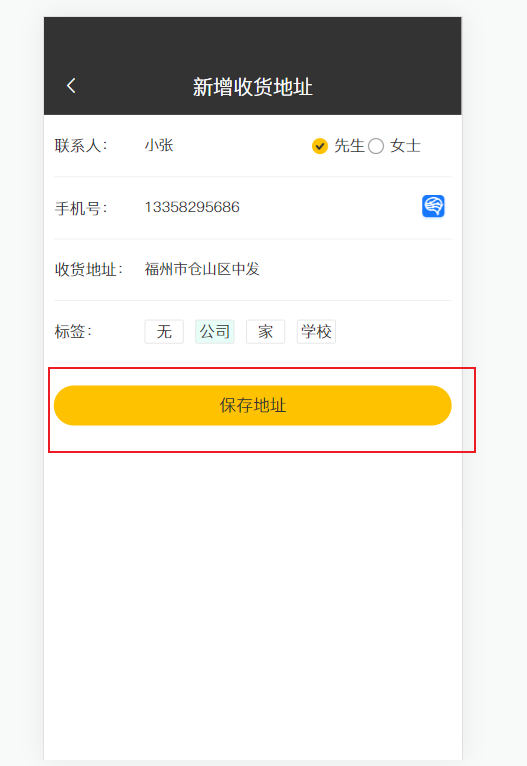 新增收货地址
联系人： 小张 先生 女士
手机号： 13358295686
收货地址： 福州市仓山区中发
标签： 无 公司 家 学校
保存地址